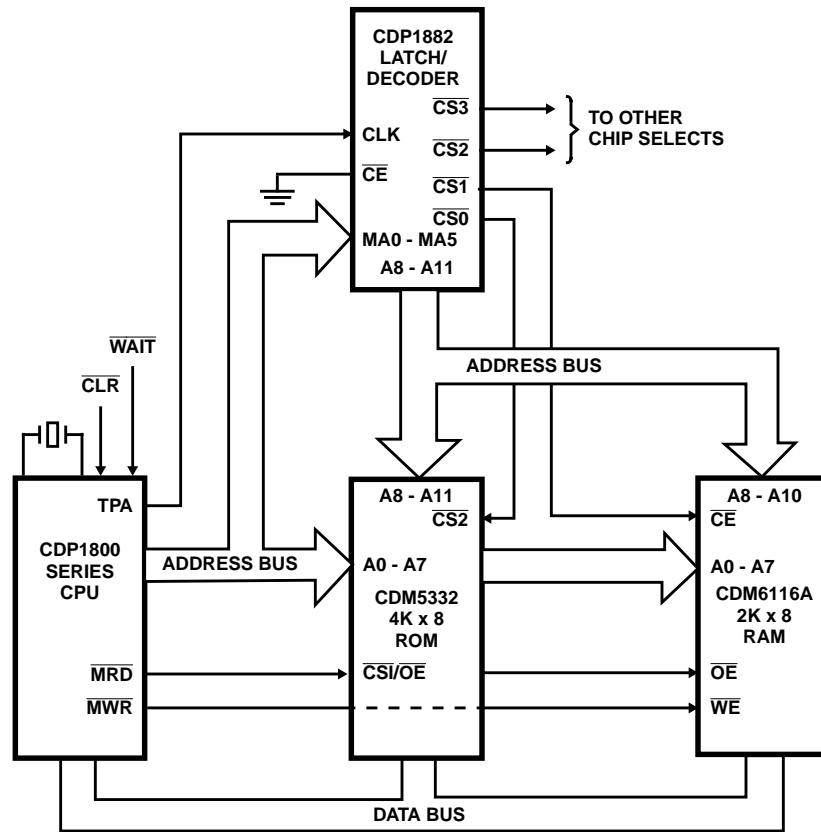 CDP1882
LATCH/
DECODER
CS3
CLK
CS2
CE
CS1
CS0
MA0 - MA5
A8 - A11
TO OTHER
CHIP SELECTS
WAIT
CLR
ADDRESS BUS
TPA
CDP1800
SERIES
CPU
MRD
MWR
ADDRESS BUS
A8 - A11
CS2
A0 - A7
CDM5332
4K x 8
ROM
CSI/OE
A8 - A10
CE
A0 - A7
CDM6116A
2K x 8
RAM
OE
WE
DATA BUS